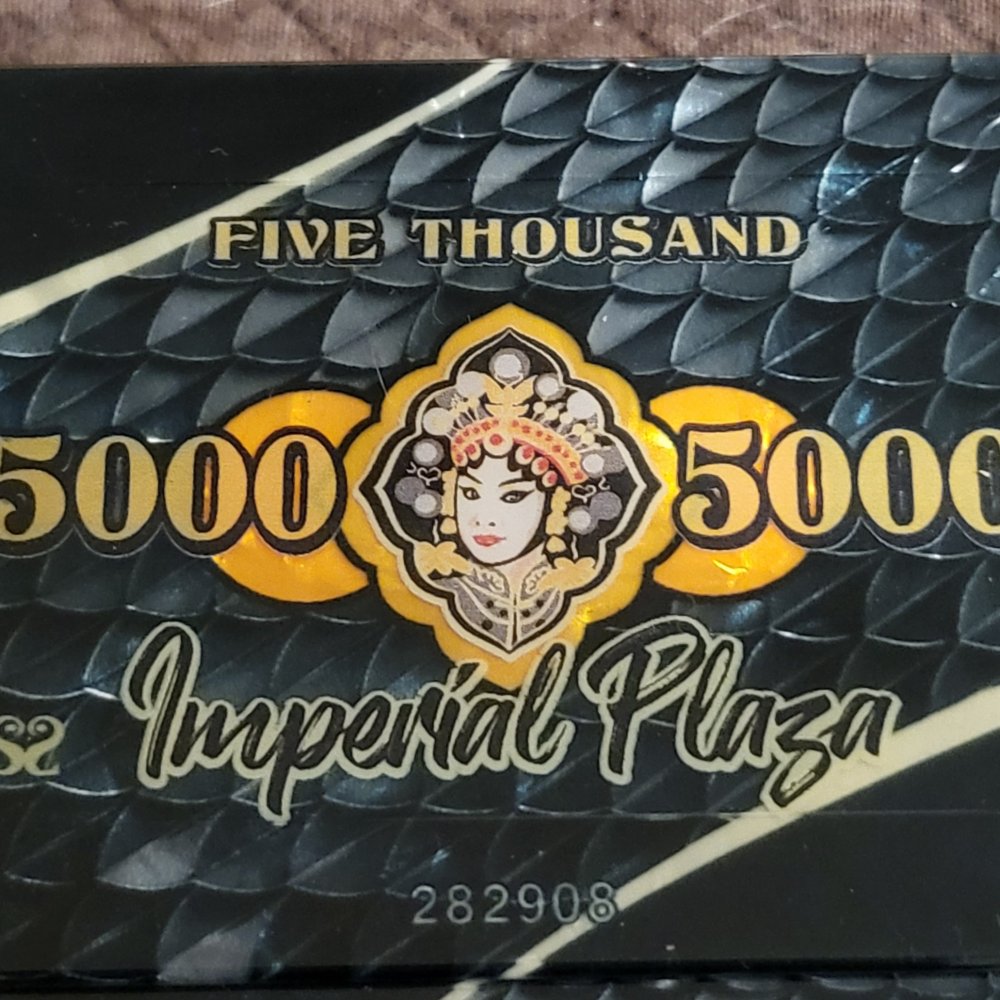 FIVE THOUSAND
5000 5000
Imperial Plaza
282908